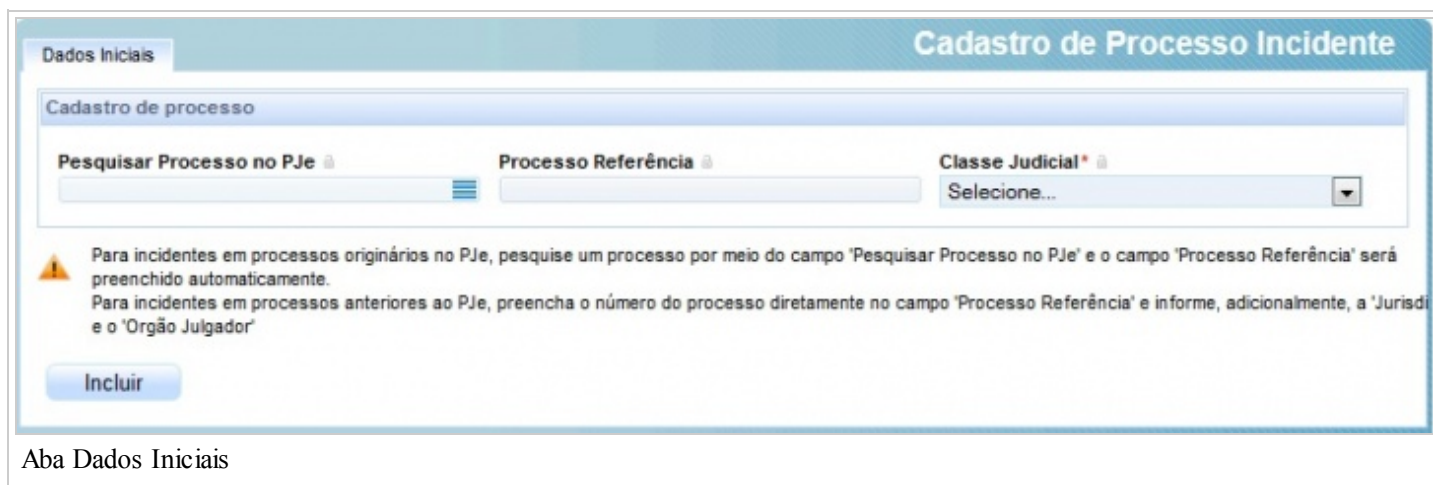 Dados Iniciais
Cadastro de Processo Incidente
Cadastro de processo
Pesquisar Processo no PJe
Processo Referência
Classe Judicial*
Selecione...
Para incidentes em processos originários no PJe, pesquise um processo por meio do campo 'Pesquisar Processo no PJe' e o campo 'Processo Referência' será
preenchido automaticamente.
Para incidentes em processos anteriores ao PJe, preencha o número do processo diretamente no campo 'Processo Referência' e informe, adicionalmente, a 'Jurisdi
e o 'Orgão Julgador'
Incluir
Aba Dados Iniciais